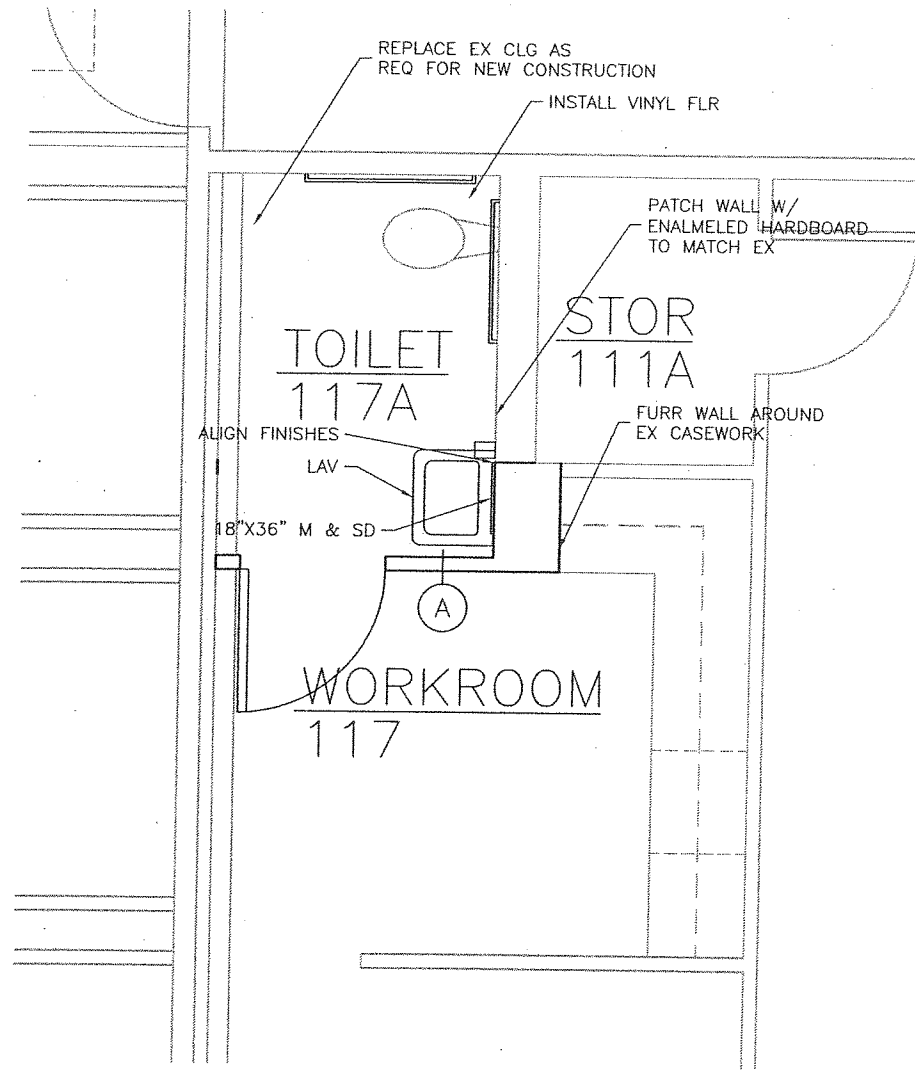 REPLACE EX CLG AS
REQ FOR NEW CONSTRUCTION
INSTALL VINYL FLR
PATCH WALL W/
ENALMELED HARDBOARD
TO MATCH EX
TOILET
117A
STOR
111A
FURR WALL AROUND
EX CASEWORK
ALIGN FINISHES
LAV
18"X36" M & SD
A
WORKROOM
117